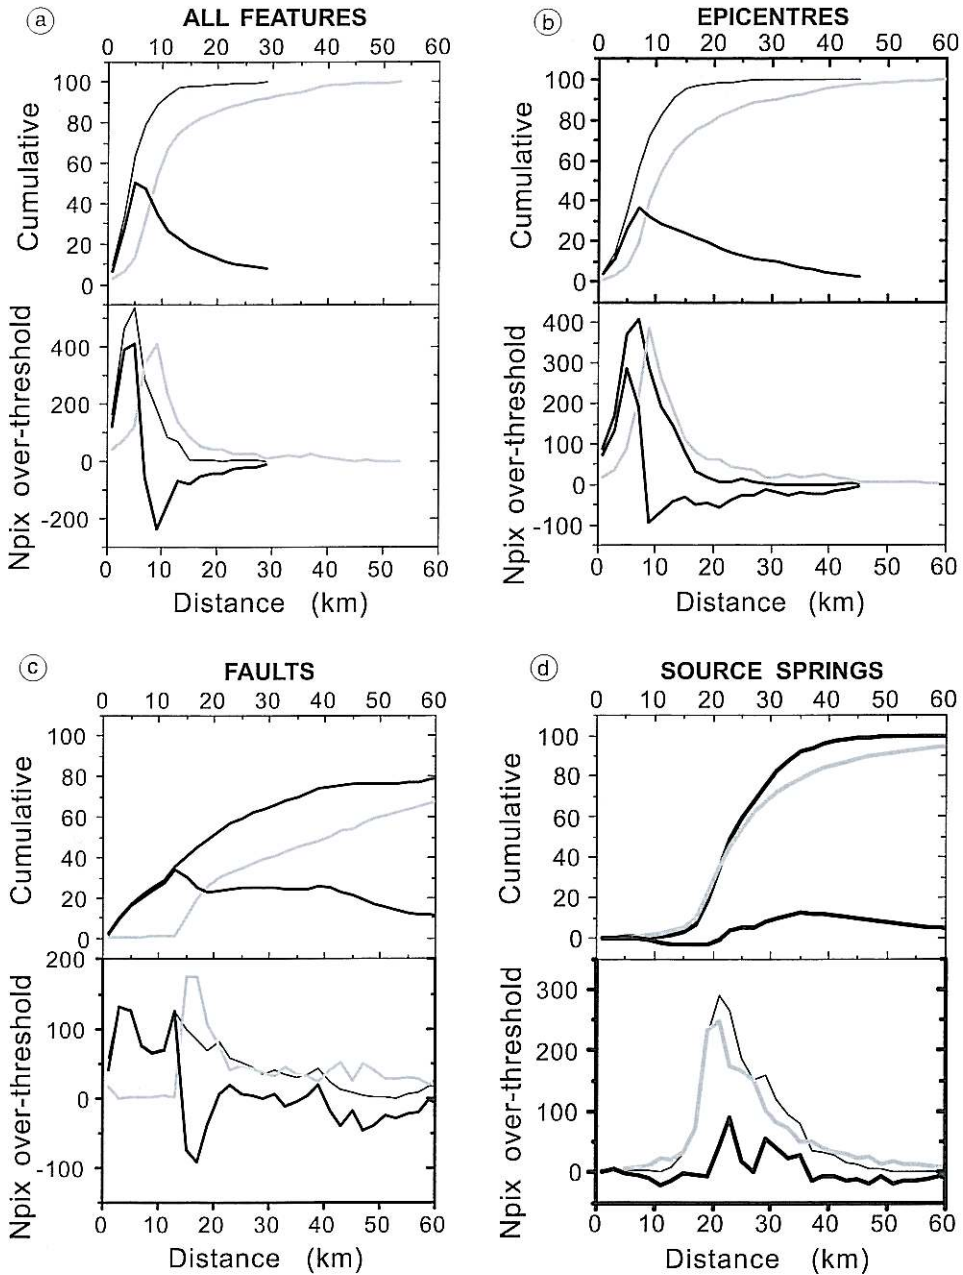 a
ALL FEATURES
0 10 20 30 40 50 60
Cumulative
100
80
60
40
20
0
Npix over-threshold
400
200
0
-200
0 10 20 30 40 50 60
Distance (km)
b
EPICENTRES
0 10 20 30 40 50 60
Cumulative
100
80
60
40
20
0
Npix over-threshold
400
300
200
100
0
-100
0 10 20 30 40 50 60
Distance (km)
c
FAULTS
0 10 20 30 40 50 60
Cumulative
100
80
60
40
20
0
Npix over-threshold
200
100
0
-100
0 10 20 30 40 50 60
Distance (km)
d
SOURCE SPRINGS
0 10 20 30 40 50 60
Cumulative
100
80
60
40
20
0
Npix over-threshold
300
200
100
0
0 10 20 30 40 50 60
Distance (km)